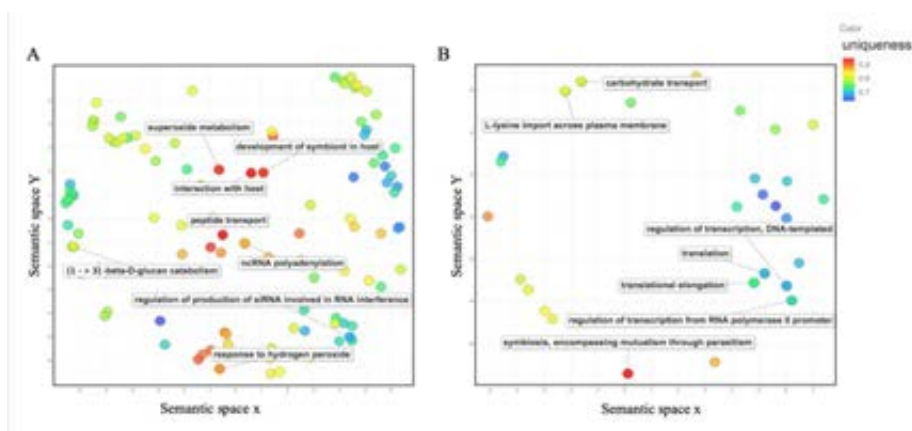 A
superoxide metabolism
development of symbiont in host
interaction with host
peptide transport
ncRNA polyadenylation
(1 - > 3) -beta-D-glucan catabolism
regulation of production of siRNA involved in RNA interference
response to hydrogen peroxide
Semantic space Y
Semantic space x
B
carbohydrate transport
L-lysine import across plasma membrane
regulation of transcription, DNA-templated
translation
translational elongation
regulation of transcription from RNA polymerase II promoter
symbiosis, encompassing mutualism through parasitism
Semantic space Y
Semantic space x
Color
uniqueness